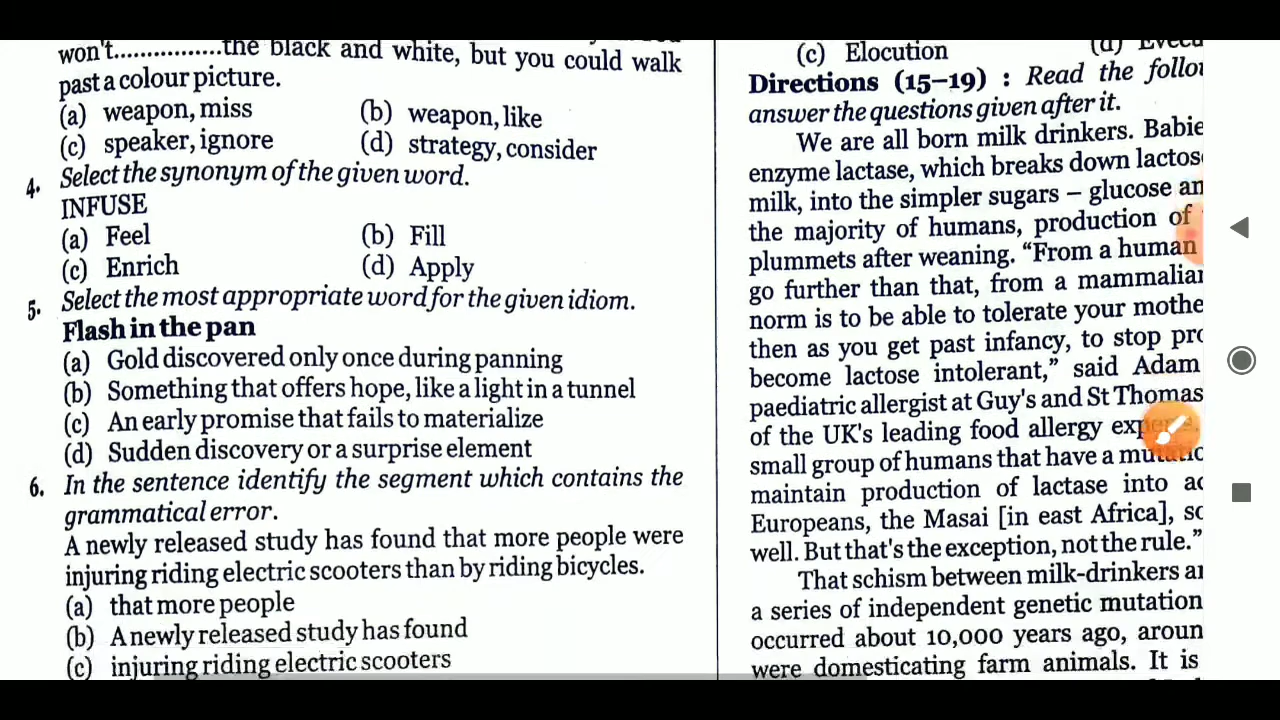 won't................the black and white, but you could walk
past a colour picture.
(a) weapon, miss
(b) weapon, like
(c) speaker, ignore
(d) strategy, consider
4. Select the synonym of the given word.
INFUSE
(a) Feel
(b) Fill
(c) Enrich
(d) Apply
5. Select the most appropriate word for the given idiom.
Flash in the pan
(a) Gold discovered only once during panning
(b) Something that offers hope, like a light in a tunnel
(c) An early promise that fails to materialize
(d) Sudden discovery or a surprise element
6. In the sentence identify the segment which contains the
grammatical error.
A newly released study has found that more people were
injuring riding electric scooters than by riding bicycles.
(a) that more people
(b) A newly released study has found
(c) injuring riding electric scooters
(c) Elocution
(d)
Directions (15-19) : Read the follo
answer the questions given after it.
We are all born milk drinkers. Babie
enzyme lactase, which breaks down lactos
milk, into the simpler sugars – glucose an
the majority of humans, production of
plummets after weaning. "From a human
go further than that, from a mammalia
norm is to be able to tolerate your mothe
then as you get past infancy, to stop pro
become lactose intolerant," said Adam
paediatric allergist at Guy's and St Thomas
of the UK's leading food allergy
small group of humans that have a
maintain production of lactase into
Europeans, the Masai [in east Africa], so
well. But that's the exception, not the rule."
That schism between milk-drinkers
a series of independent genetic mutation
occurred about 10,000 years ago, aroun
were domesticating farm animals. It is